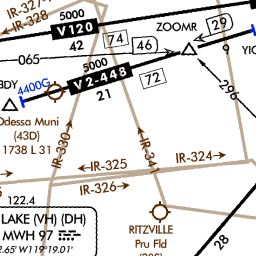 IR-327
IR-328
5000
V120
42
74
46
ZOOMR
29
9
YIC
065
5000
V2-448
21
72
BDY
4400G
Odessa Muni
(43D)
1738 L 31
IR-330
IR-341
296
IR-325
IR-324
IR-326
122.4
LAKE (VH) (DH)
MWH 97
2.65' W119°19.01'
RITZVILLE
Pru Fld
28